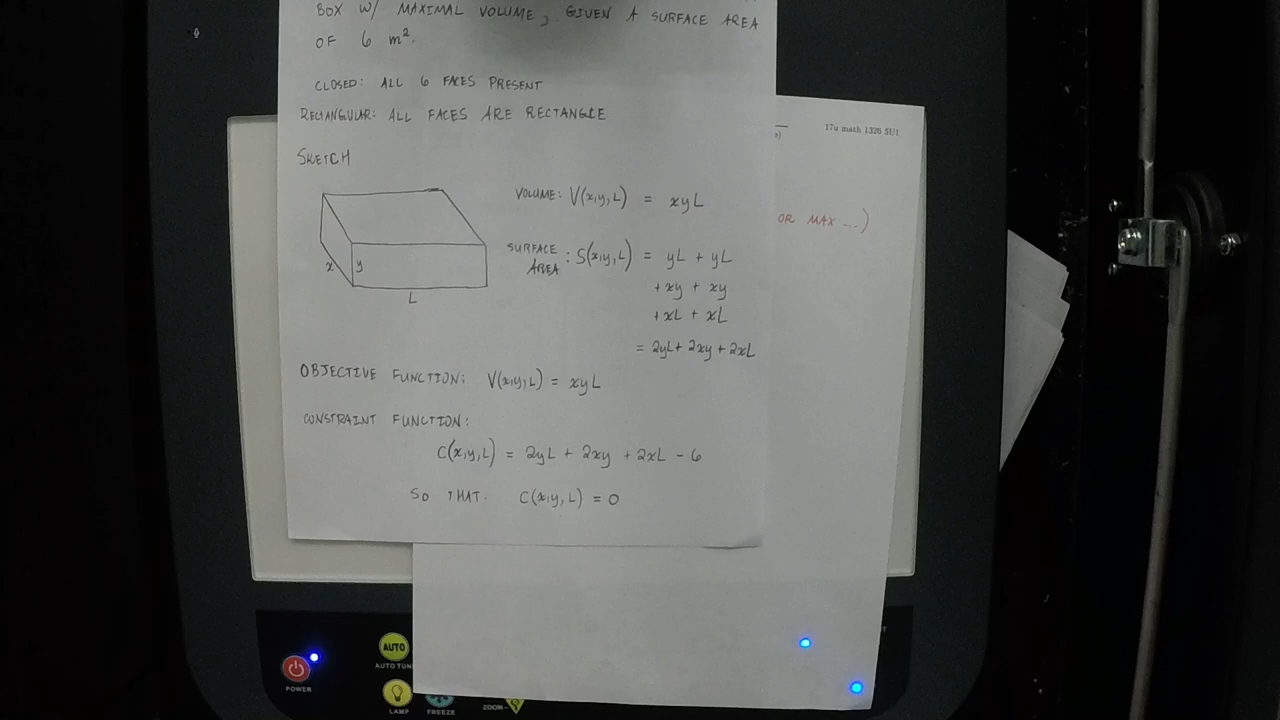 BOX W/ MAXIMAL VOLUME, GIVEN A SURFACE AREA
OF 6 m².
CLOSED: ALL 6 FACES PRESENT
RECTANGULAR: ALL FACES ARE RECTANGLE
17u math 1320 SU1
SKETCH
VOLUME: V(x,y,L) = xyL
OR MAX ...)
SURFACE AREA : S(x,y,L) = yL + yL
+ xy + xy
+ xL + xL
= 2yL + 2xy + 2xL
x
y
L
OBJECTIVE FUNCTION: V(x,y,L) = xyL
CONSTRAINT FUNCTION:
C(x,y,L) = 2yL + 2xy + 2xL - 6
SO THAT. C(x,y,L) = 0
POWER
AUTO
AUTO TUN
LAMP
FREEZE
ZOOM-